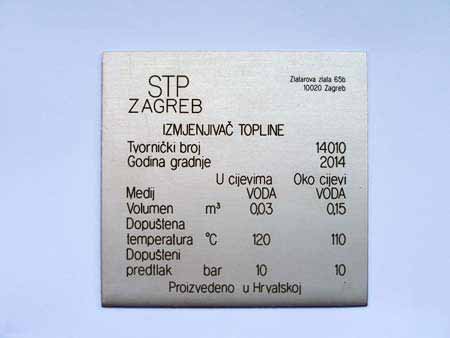 STP
ZAGREB
Zlatarova zlata 65b
10020 Zagreb
IZMJENJIVAČ TOPLINE
Tvornički broj 14010
Godina gradnje 2014
U cijevima Oko cijevi
Medij VODA VODA
Volumen m³ 0,03 0,15
Dopuštena
temperatura °C 120 110
Dopušteni
predtlak bar 10 10
Proizvedeno u Hrvatskoj